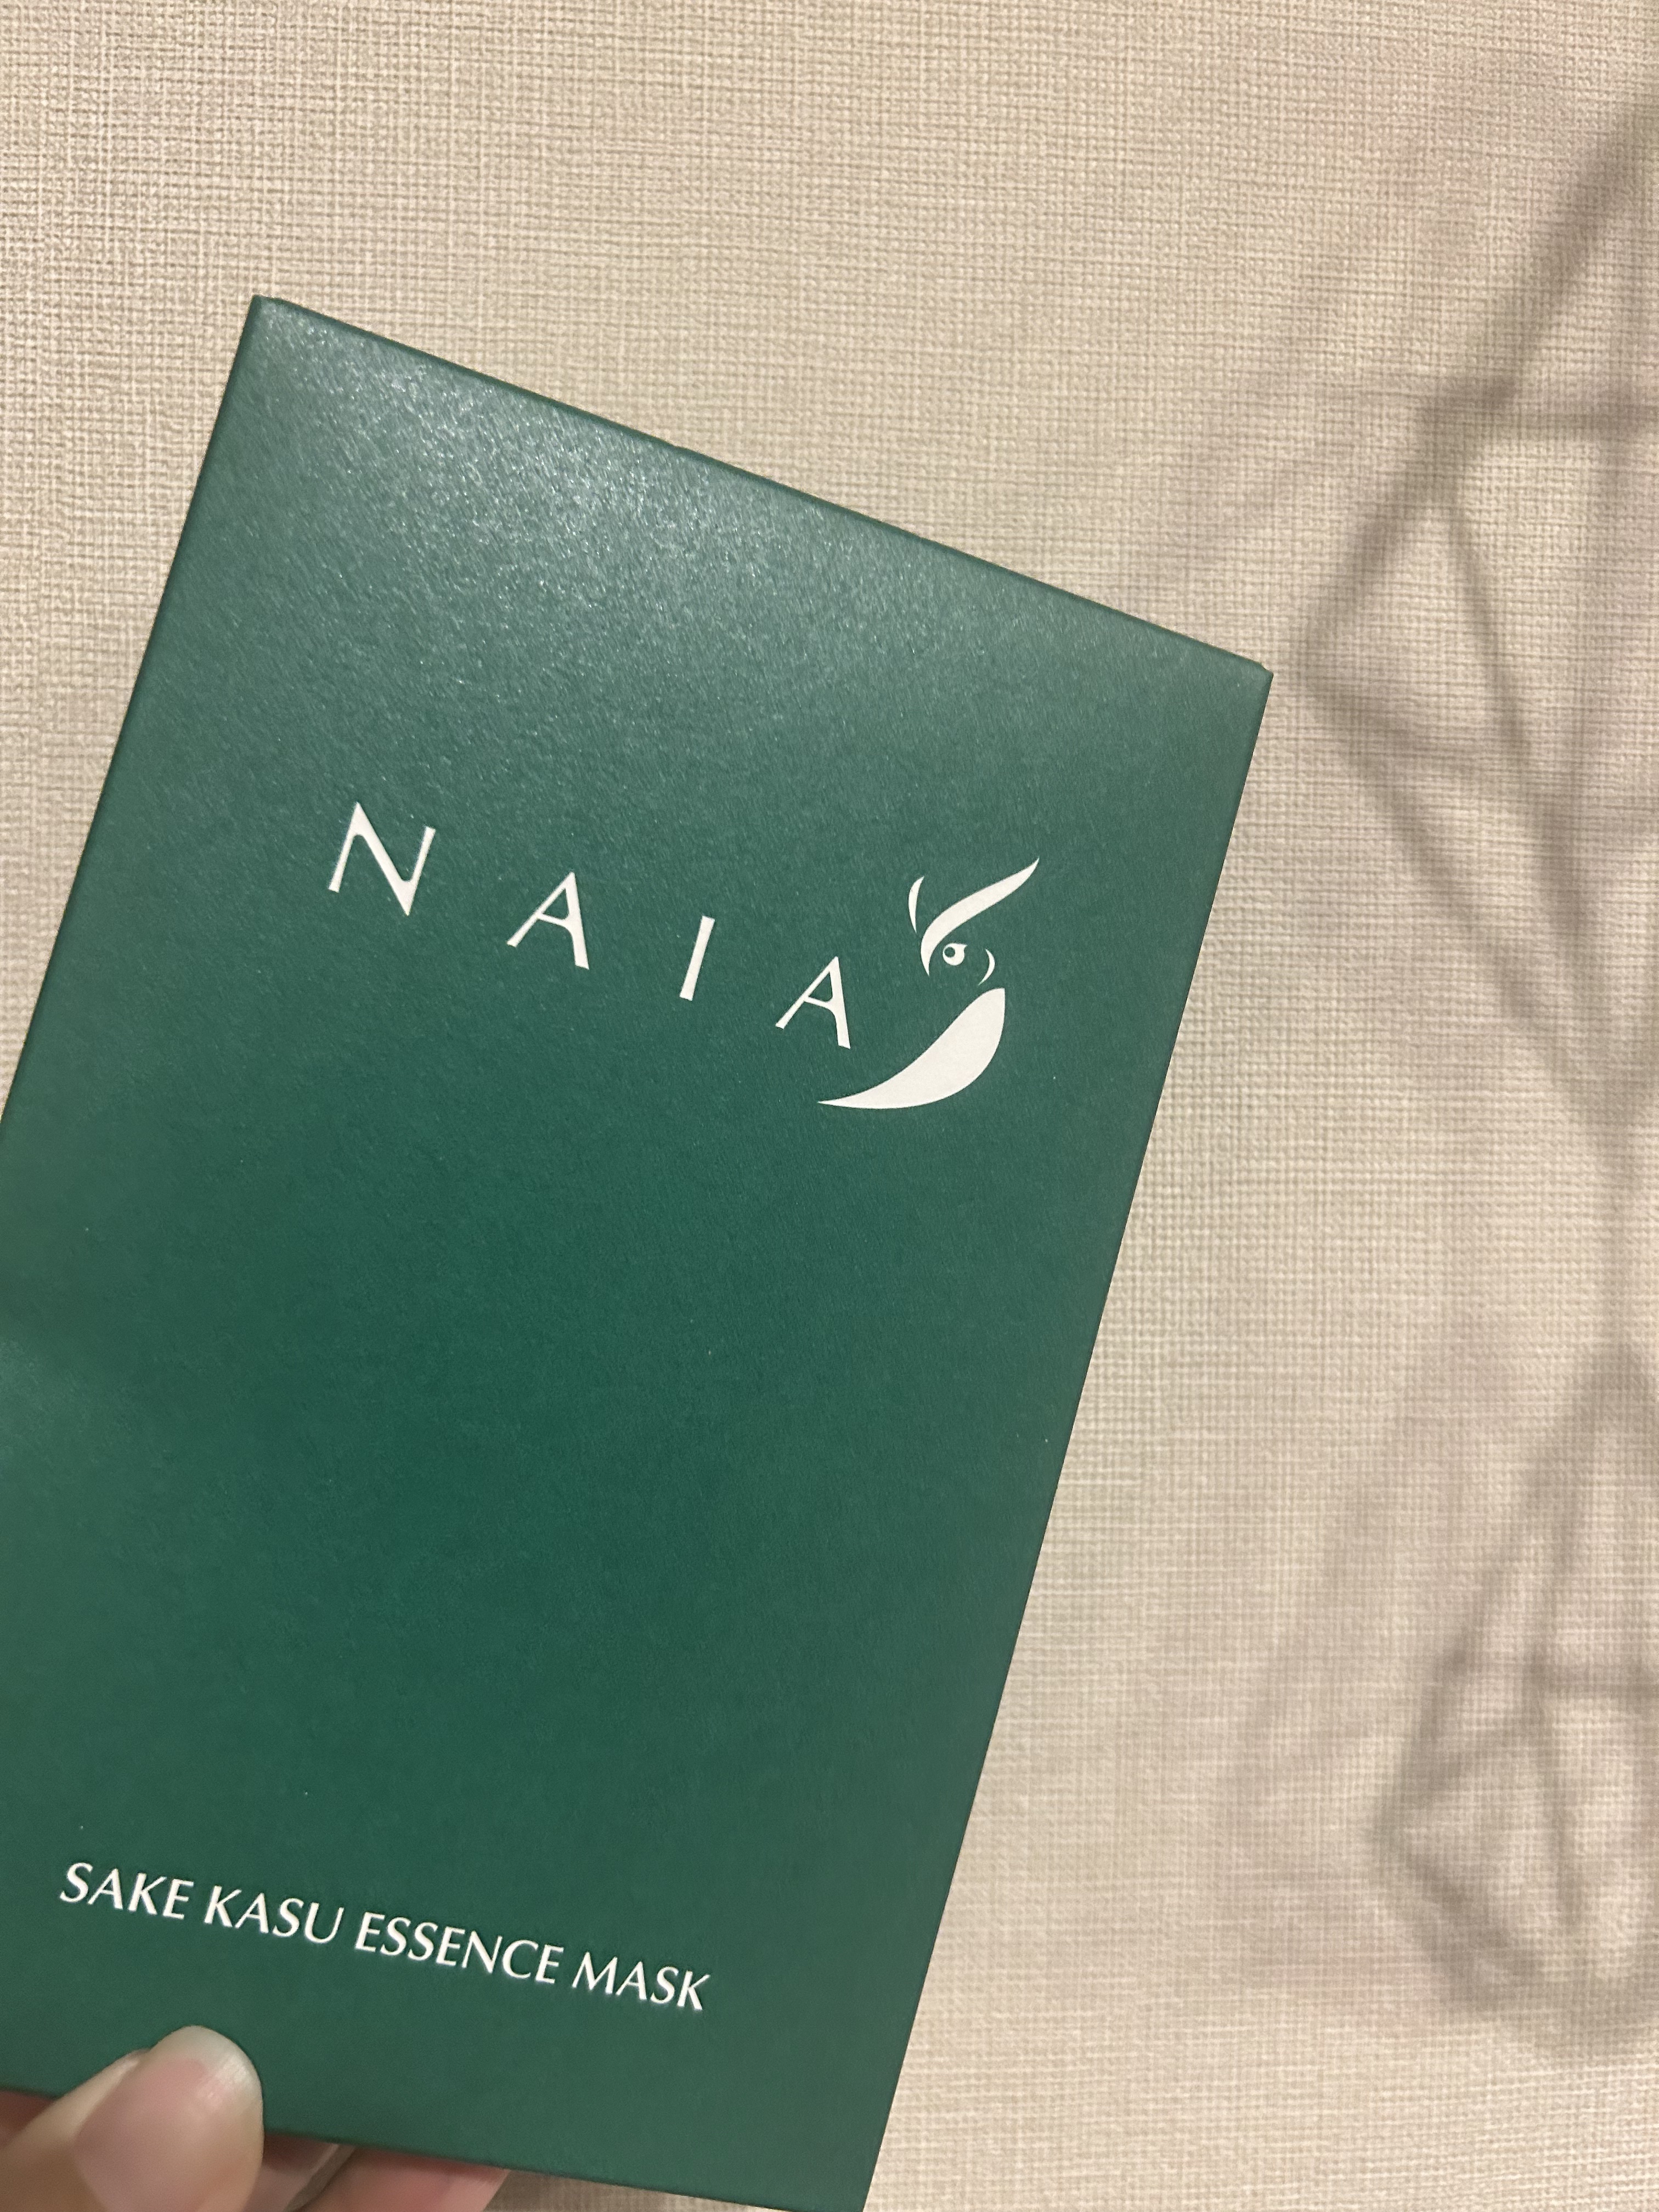 NAIA
SAKE KASU ESSENCE MASK